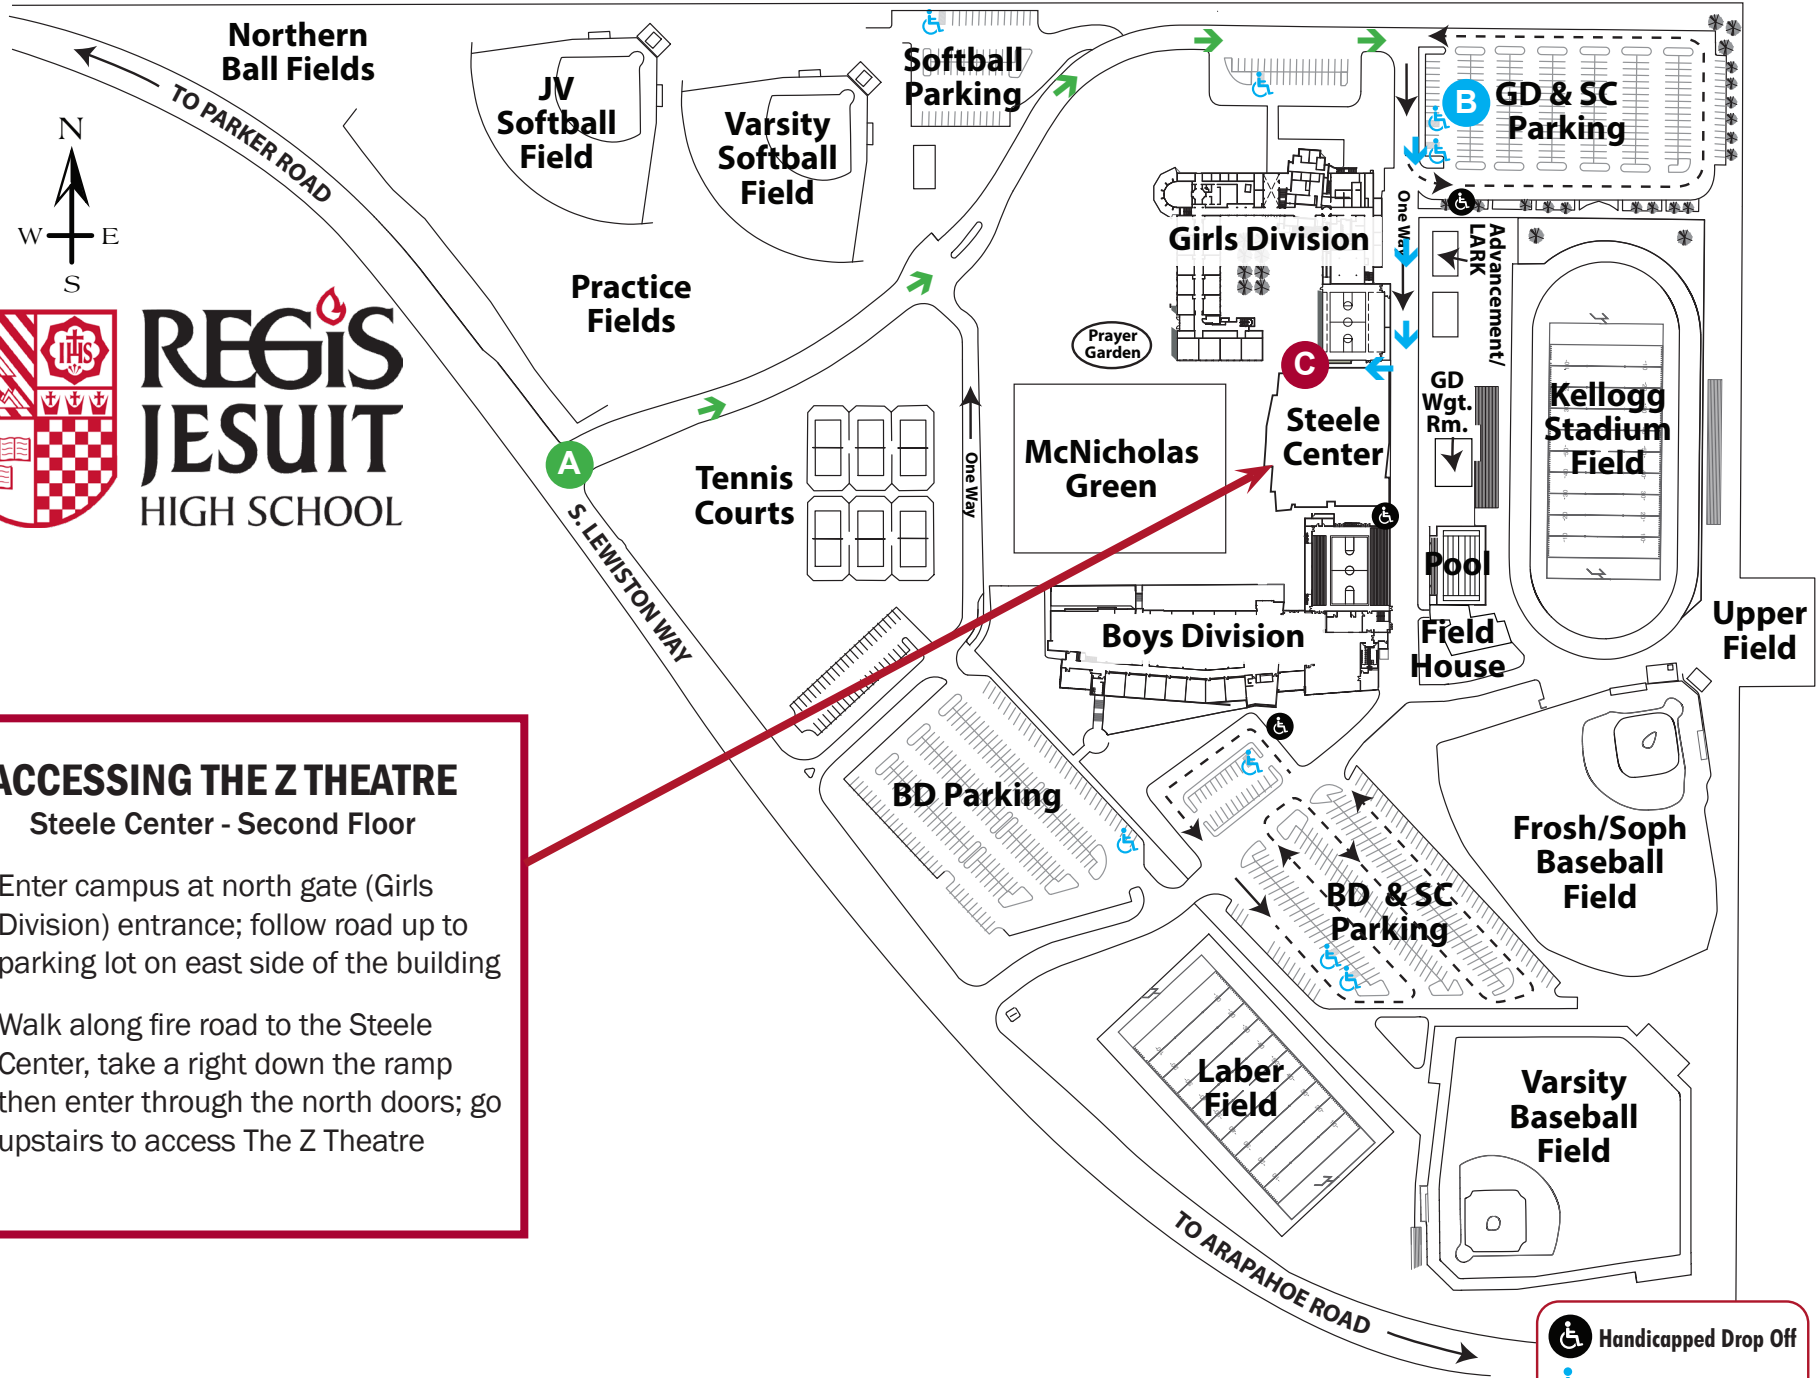 Northern
Ball Fields
TO PARKER ROAD
N
W
E
S
IHS
REGiS
JESUIT
HIGH SCHOOL
JV
Softball
Field
Varsity
Softball
Field
Softball
Parking
Practice
Fields
B
GD & SC
Parking
Girls Division
One Way
Advancement/
LARK
Prayer
Garden
C
Steele
Center
GD
Wgt.
Rm.
Kellogg
Stadium
Field
McNicholas
Green
A
Tennis
Courts
One Way
S. LEWISTON WAY
Pool
Field
House
Upper
Field
Boys Division
BD Parking
BD & SC
Parking
Frosh/Soph
Baseball
Field
Laber
Field
Varsity
Baseball
Field
TO ARAPAHOE ROAD
ACCESSING THE Z THEATRE
Steele Center - Second Floor
Enter campus at north gate (Girls
Division) entrance; follow road up to
parking lot on east side of the building
Walk along fire road to the Steele
Center, take a right down the ramp
then enter through the north doors; go
upstairs to access The Z Theatre
Handicapped Drop Off